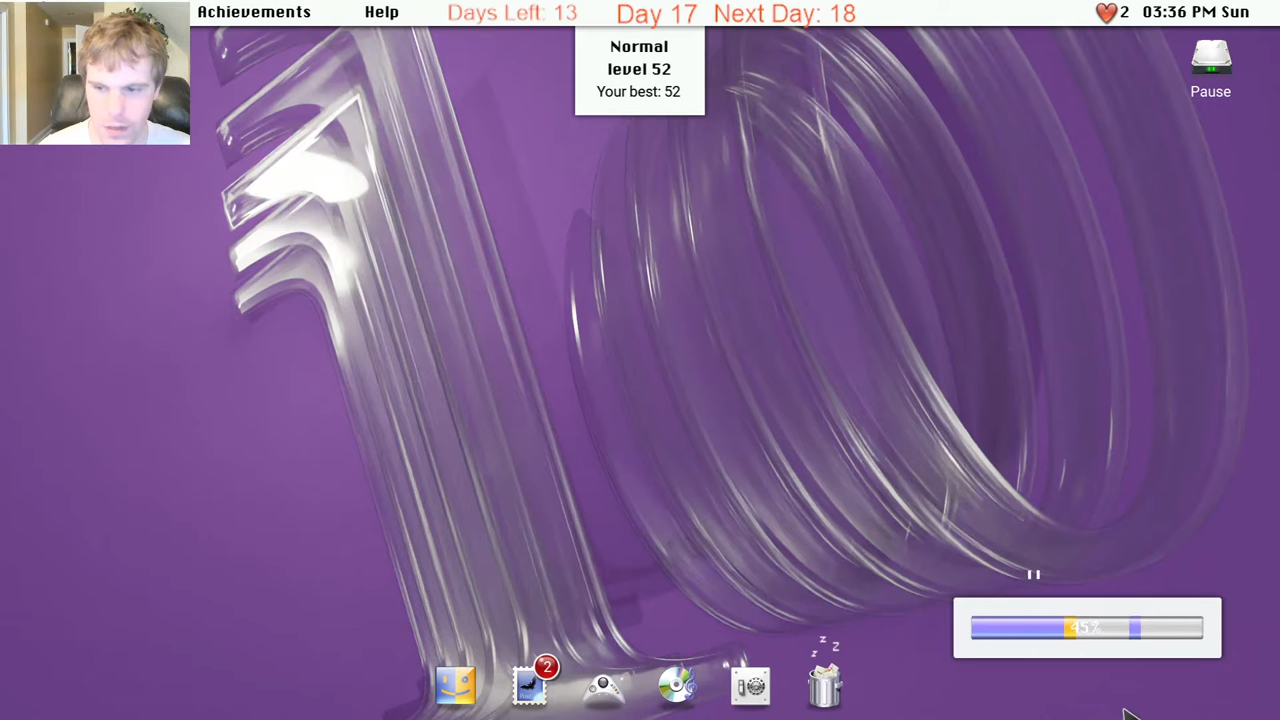 Achievements Help Days Left: 13 Day 17 Next Day: 18 2 03:36 PM Sun
Normal
level 52
Your best: 52
Pause
45%
z z z
2